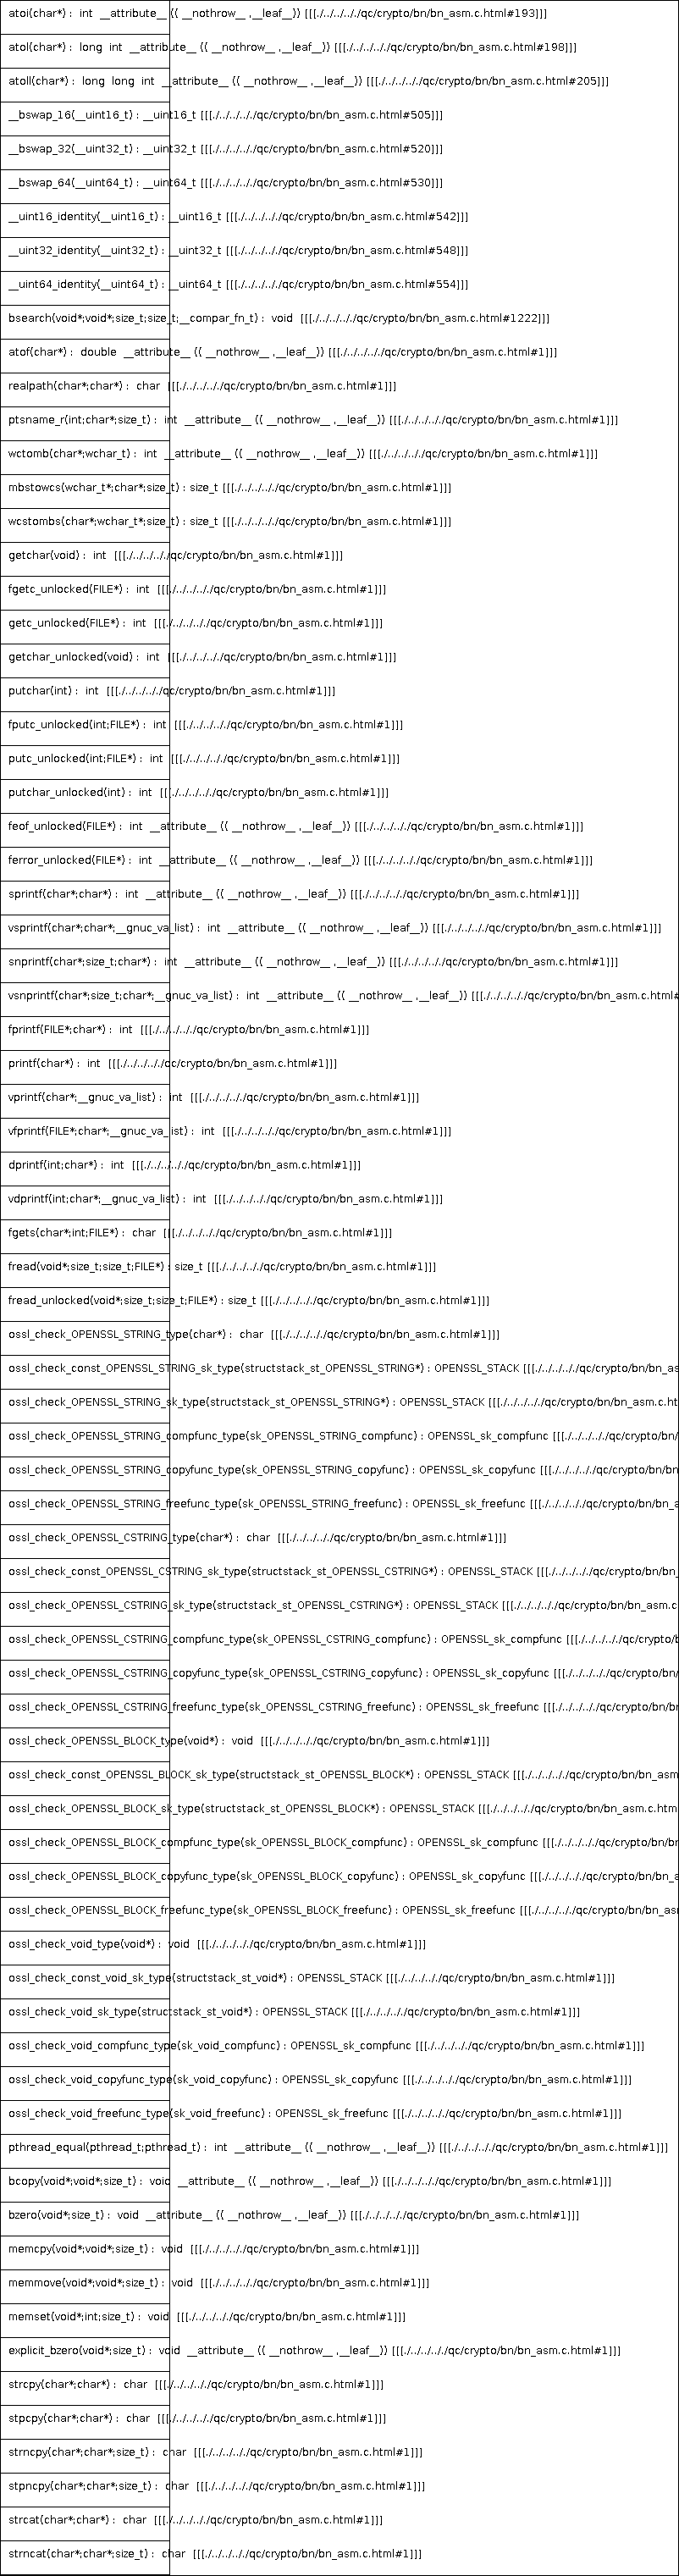 atoi(char*) :  int  __attribute__ (( __nothrow__ ,__leaf__)) [[[./../../../qc/crypto/bn/bn_asm.c.html#193]]]
atol(char*) :  long  int  __attribute__ (( __nothrow__ ,__leaf__)) [[[./../../../qc/crypto/bn/bn_asm.c.html#198]]]
atoll(char*) :  long  long  int  __attribute__ (( __nothrow__ ,__leaf__)) [[[./../../../qc/crypto/bn/bn_asm.c.html#205]]]
__bswap_16(__uint16_t) : __uint16_t [[[./../../../qc/crypto/bn/bn_asm.c.html#505]]]
__bswap_32(__uint32_t) : __uint32_t [[[./../../../qc/crypto/bn/bn_asm.c.html#520]]]
__bswap_64(__uint64_t) : __uint64_t [[[./../../../qc/crypto/bn/bn_asm.c.html#530]]]
__uint16_identity(__uint16_t) : __uint16_t [[[./../../../qc/crypto/bn/bn_asm.c.html#542]]]
__uint32_identity(__uint32_t) : __uint32_t [[[./../../../qc/crypto/bn/bn_asm.c.html#548]]]
__uint64_identity(__uint64_t) : __uint64_t [[[./../../../qc/crypto/bn/bn_asm.c.html#554]]]
bsearch(void*;void*;size_t;size_t;__compar_fn_t) :  void  [[[./../../../qc/crypto/bn/bn_asm.c.html#1222]]]
atof(char*) :  double  __attribute__ (( __nothrow__ ,__leaf__)) [[[./../../../qc/crypto/bn/bn_asm.c.html#1]]]
realpath(char*;char*) :  char  [[[./../../../qc/crypto/bn/bn_asm.c.html#1]]]
ptsname_r(int;char*;size_t) :  int  __attribute__ (( __nothrow__ ,__leaf__)) [[[./../../../qc/crypto/bn/bn_asm.c.html#1]]]
wctomb(char*;wchar_t) :  int  __attribute__ (( __nothrow__ ,__leaf__)) [[[./../../../qc/crypto/bn/bn_asm.c.html#1]]]
mbstowcs(wchar_t*;char*;size_t) : size_t [[[./../../../qc/crypto/bn/bn_asm.c.html#1]]]
wcstombs(char*;wchar_t*;size_t) : size_t [[[./../../../qc/crypto/bn/bn_asm.c.html#1]]]
getchar(void) :  int  [[[./../../../qc/crypto/bn/bn_asm.c.html#1]]]
fgetc_unlocked(FILE*) :  int  [[[./../../../qc/crypto/bn/bn_asm.c.html#1]]]
getc_unlocked(FILE*) :  int  [[[./../../../qc/crypto/bn/bn_asm.c.html#1]]]
getchar_unlocked(void) :  int  [[[./../../../qc/crypto/bn/bn_asm.c.html#1]]]
putchar(int) :  int  [[[./../../../qc/crypto/bn/bn_asm.c.html#1]]]
fputc_unlocked(int;FILE*) :  int  [[[./../../../qc/crypto/bn/bn_asm.c.html#1]]]
putc_unlocked(int;FILE*) :  int  [[[./../../../qc/crypto/bn/bn_asm.c.html#1]]]
putchar_unlocked(int) :  int  [[[./../../../qc/crypto/bn/bn_asm.c.html#1]]]
feof_unlocked(FILE*) :  int  __attribute__ (( __nothrow__ ,__leaf__)) [[[./../../../qc/crypto/bn/bn_asm.c.html#1]]]
ferror_unlocked(FILE*) :  int  __attribute__ (( __nothrow__ ,__leaf__)) [[[./../../../qc/crypto/bn/bn_asm.c.html#1]]]
sprintf(char*;char*) :  int  __attribute__ (( __nothrow__ ,__leaf__)) [[[./../../../qc/crypto/bn/bn_asm.c.html#1]]]
vsprintf(char*;char*;__gnuc_va_list) :  int  __attribute__ (( __nothrow__ ,__leaf__)) [[[./../../../qc/crypto/bn/bn_asm.c.html#1]]]
snprintf(char*;size_t;char*) :  int  __attribute__ (( __nothrow__ ,__leaf__)) [[[./../../../qc/crypto/bn/bn_asm.c.html#1]]]
vsnprintf(char*;size_t;char*;__gnuc_va_list) :  int  __attribute__ (( __nothrow__ ,__leaf__)) [[[./../../../qc/crypto/bn/bn_asm.c.html#
fprintf(FILE*;char*) :  int  [[[./../../../qc/crypto/bn/bn_asm.c.html#1]]]
printf(char*) :  int  [[[./../../../qc/crypto/bn/bn_asm.c.html#1]]]
vprintf(char*;__gnuc_va_list) :  int  [[[./../../../qc/crypto/bn/bn_asm.c.html#1]]]
vfprintf(FILE*;char*;__gnuc_va_list) :  int  [[[./../../../qc/crypto/bn/bn_asm.c.html#1]]]
dprintf(int;char*) :  int  [[[./../../../qc/crypto/bn/bn_asm.c.html#1]]]
vdprintf(int;char*;__gnuc_va_list) :  int  [[[./../../../qc/crypto/bn/bn_asm.c.html#1]]]
fgets(char*;int;FILE*) :  char  [[[./../../../qc/crypto/bn/bn_asm.c.html#1]]]
fread(void*;size_t;size_t;FILE*) : size_t [[[./../../../qc/crypto/bn/bn_asm.c.html#1]]]
fread_unlocked(void*;size_t;size_t;FILE*) : size_t [[[./../../../qc/crypto/bn/bn_asm.c.html#1]]]
ossl_check_OPENSSL_STRING_type(char*) :  char  [[[./../../../qc/crypto/bn/bn_asm.c.html#1]]]
ossl_check_const_OPENSSL_STRING_sk_type(structstack_st_OPENSSL_STRING*) : OPENSSL_STACK [[[./../../../qc/crypto/bn/bn_as
ossl_check_OPENSSL_STRING_sk_type(structstack_st_OPENSSL_STRING*) : OPENSSL_STACK [[[./../../../qc/crypto/bn/bn_asm.c.ht
ossl_check_OPENSSL_STRING_compfunc_type(sk_OPENSSL_STRING_compfunc) : OPENSSL_sk_compfunc [[[./../../../qc/crypto/bn/
ossl_check_OPENSSL_STRING_copyfunc_type(sk_OPENSSL_STRING_copyfunc) : OPENSSL_sk_copyfunc [[[./../../../qc/crypto/bn/bn
ossl_check_OPENSSL_STRING_freefunc_type(sk_OPENSSL_STRING_freefunc) : OPENSSL_sk_freefunc [[[./../../../qc/crypto/bn/bn_a
ossl_check_OPENSSL_CSTRING_type(char*) :  char  [[[./../../../qc/crypto/bn/bn_asm.c.html#1]]]
ossl_check_const_OPENSSL_CSTRING_sk_type(structstack_st_OPENSSL_CSTRING*) : OPENSSL_STACK [[[./../../../qc/crypto/bn/bn_
ossl_check_OPENSSL_CSTRING_sk_type(structstack_st_OPENSSL_CSTRING*) : OPENSSL_STACK [[[./../../../qc/crypto/bn/bn_asm.c
ossl_check_OPENSSL_CSTRING_compfunc_type(sk_OPENSSL_CSTRING_compfunc) : OPENSSL_sk_compfunc [[[./../../../qc/crypto/b
ossl_check_OPENSSL_CSTRING_copyfunc_type(sk_OPENSSL_CSTRING_copyfunc) : OPENSSL_sk_copyfunc [[[./../../../qc/crypto/bn/
ossl_check_OPENSSL_CSTRING_freefunc_type(sk_OPENSSL_CSTRING_freefunc) : OPENSSL_sk_freefunc [[[./../../../qc/crypto/bn/bn
ossl_check_OPENSSL_BLOCK_type(void*) :  void  [[[./../../../qc/crypto/bn/bn_asm.c.html#1]]]
ossl_check_const_OPENSSL_BLOCK_sk_type(structstack_st_OPENSSL_BLOCK*) : OPENSSL_STACK [[[./../../../qc/crypto/bn/bn_asm
ossl_check_OPENSSL_BLOCK_sk_type(structstack_st_OPENSSL_BLOCK*) : OPENSSL_STACK [[[./../../../qc/crypto/bn/bn_asm.c.htm
ossl_check_OPENSSL_BLOCK_compfunc_type(sk_OPENSSL_BLOCK_compfunc) : OPENSSL_sk_compfunc [[[./../../../qc/crypto/bn/bn
ossl_check_OPENSSL_BLOCK_copyfunc_type(sk_OPENSSL_BLOCK_copyfunc) : OPENSSL_sk_copyfunc [[[./../../../qc/crypto/bn/bn_a
ossl_check_OPENSSL_BLOCK_freefunc_type(sk_OPENSSL_BLOCK_freefunc) : OPENSSL_sk_freefunc [[[./../../../qc/crypto/bn/bn_asm
ossl_check_void_type(void*) :  void  [[[./../../../qc/crypto/bn/bn_asm.c.html#1]]]
ossl_check_const_void_sk_type(structstack_st_void*) : OPENSSL_STACK [[[./../../../qc/crypto/bn/bn_asm.c.html#1]]]
ossl_check_void_sk_type(structstack_st_void*) : OPENSSL_STACK [[[./../../../qc/crypto/bn/bn_asm.c.html#1]]]
ossl_check_void_compfunc_type(sk_void_compfunc) : OPENSSL_sk_compfunc [[[./../../../qc/crypto/bn/bn_asm.c.html#1]]]
ossl_check_void_copyfunc_type(sk_void_copyfunc) : OPENSSL_sk_copyfunc [[[./../../../qc/crypto/bn/bn_asm.c.html#1]]]
ossl_check_void_freefunc_type(sk_void_freefunc) : OPENSSL_sk_freefunc [[[./../../../qc/crypto/bn/bn_asm.c.html#1]]]
pthread_equal(pthread_t;pthread_t) :  int  __attribute__ (( __nothrow__ ,__leaf__)) [[[./../../../qc/crypto/bn/bn_asm.c.html#1]]]
bcopy(void*;void*;size_t) :  void  __attribute__ (( __nothrow__ ,__leaf__)) [[[./../../../qc/crypto/bn/bn_asm.c.html#1]]]
bzero(void*;size_t) :  void  __attribute__ (( __nothrow__ ,__leaf__)) [[[./../../../qc/crypto/bn/bn_asm.c.html#1]]]
memcpy(void*;void*;size_t) :  void  [[[./../../../qc/crypto/bn/bn_asm.c.html#1]]]
memmove(void*;void*;size_t) :  void  [[[./../../../qc/crypto/bn/bn_asm.c.html#1]]]
memset(void*;int;size_t) :  void  [[[./../../../qc/crypto/bn/bn_asm.c.html#1]]]
explicit_bzero(void*;size_t) :  void  __attribute__ (( __nothrow__ ,__leaf__)) [[[./../../../qc/crypto/bn/bn_asm.c.html#1]]]
strcpy(char*;char*) :  char  [[[./../../../qc/crypto/bn/bn_asm.c.html#1]]]
stpcpy(char*;char*) :  char  [[[./../../../qc/crypto/bn/bn_asm.c.html#1]]]
strncpy(char*;char*;size_t) :  char  [[[./../../../qc/crypto/bn/bn_asm.c.html#1]]]
stpncpy(char*;char*;size_t) :  char  [[[./../../../qc/crypto/bn/bn_asm.c.html#1]]]
strcat(char*;char*) :  char  [[[./../../../qc/crypto/bn/bn_asm.c.html#1]]]
strncat(char*;char*;size_t) :  char  [[[./../../../qc/crypto/bn/bn_asm.c.html#1]]]